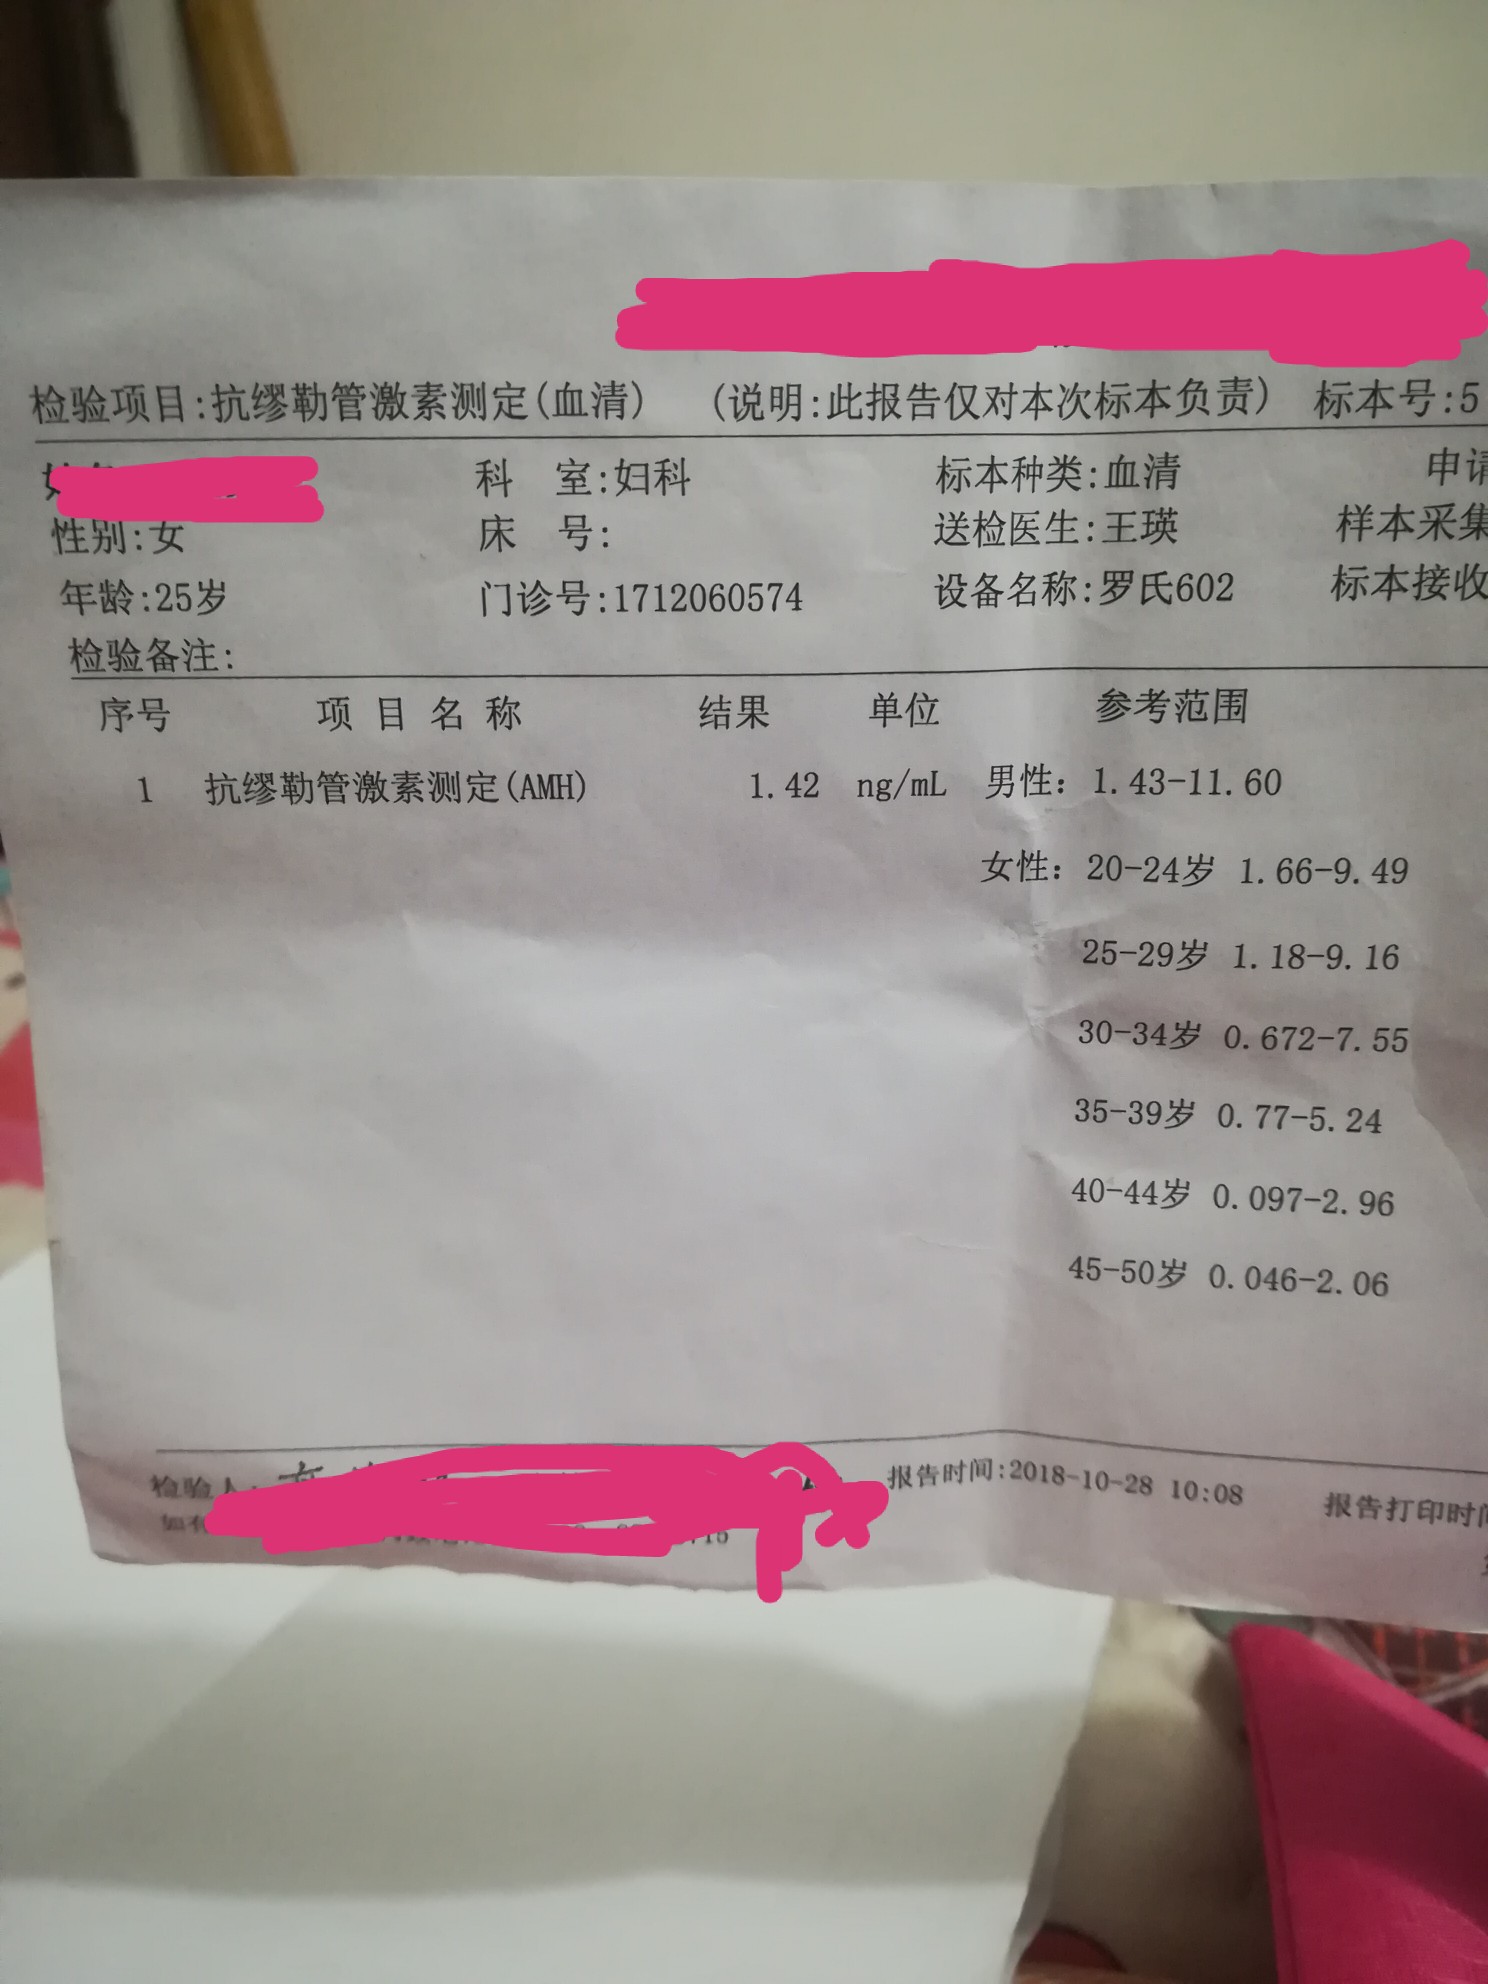 检验项目:抗缪勒管激素测定(血清) (说明:此报告仅对本次标本负责) 标本号:5
科 室:妇科 标本种类:血清 申请
性别:女 床 号: 送检医生:王瑛 样本采集
年龄:25岁 门诊号:1712060574 设备名称:罗氏602 标本接收
检验备注:
序号 项 目 名 称 结果 单位 参考范围
1 抗缪勒管激素测定(AMH) 1.42 ng/mL 男性: 1.43-11.60
女性: 20-24岁 1.66-9.49
25-29岁 1.18-9.16
30-34岁 0.672-7.55
35-39岁 0.77-5.24
40-44岁 0.097-2.96
45-50岁 0.046-2.06
检验人 报告时间:2018-10-28 10:08 报告打印时间